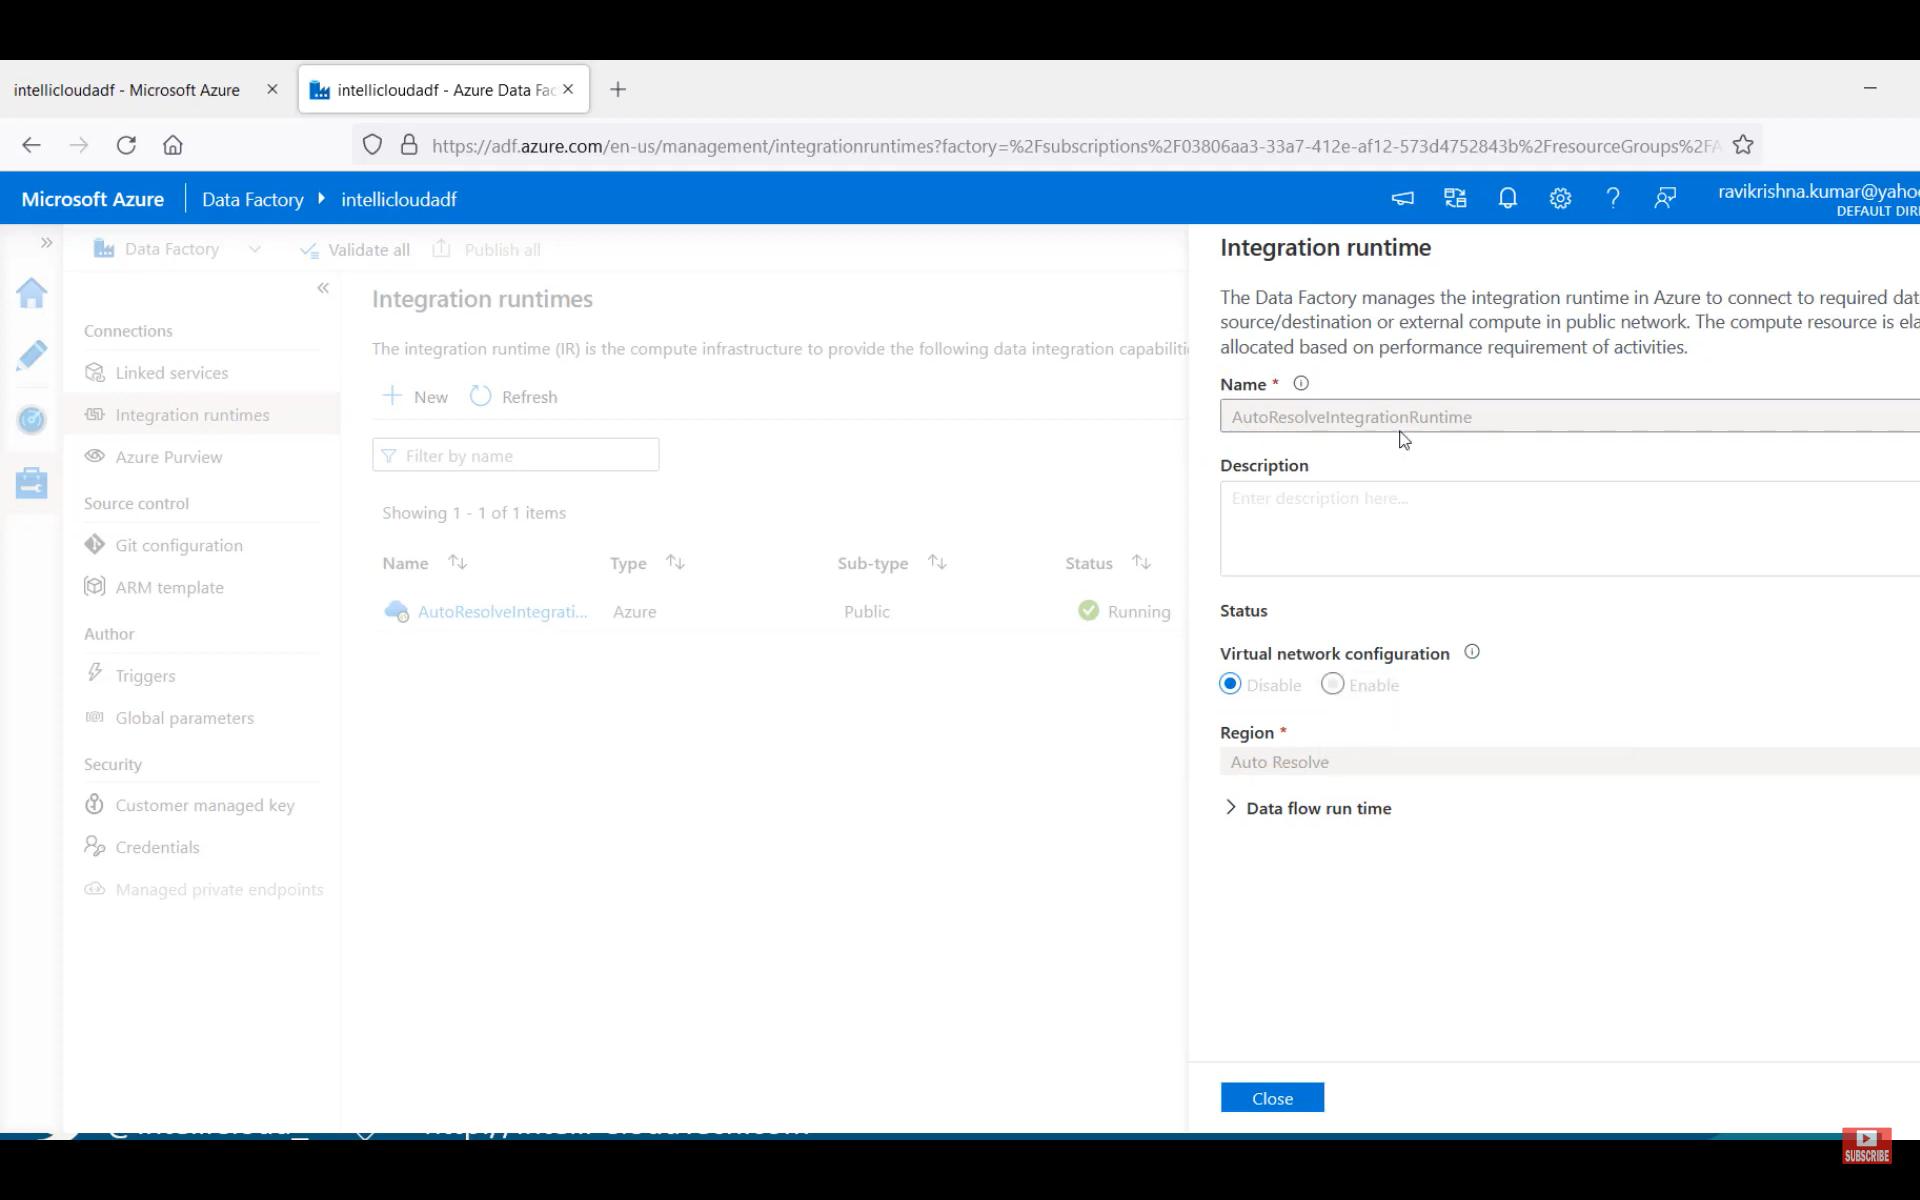 intellicloudadf - Microsoft Azure
intellicloudadf - Azure Data Fac
https://adf.azure.com/en-us/management/integrationruntimes?factory=%2Fsubscriptions%2F03806aa3-33a7-412e-af12-573d4752843b%2FresourceGroups%2FA
Microsoft Azure
Data Factory
intellicloudadf
ravikrishna.kumar@yahoo
DEFAULT DIR
Data Factory
Validate all
Publish all
Connections
Linked services
Integration runtimes
Azure Purview
Source control
Git configuration
ARM template
Author
Triggers
Global parameters
Security
Customer managed key
Credentials
Managed private endpoints
Integration runtimes
The integration runtime (IR) is the compute infrastructure to provide the following data integration capabiliti
New
Refresh
Filter by name
Showing 1 - 1 of 1 items
Name Type Sub-type Status
AutoResolveIntegrati... Azure Public Running
Integration runtime
The Data Factory manages the integration runtime in Azure to connect to required dat
source/destination or external compute in public network. The compute resource is ela
allocated based on performance requirement of activities.
Name *
AutoResolveIntegrationRuntime
Description
Enter description here...
Status
Virtual network configuration
Disable Enable
Region *
Auto Resolve
Data flow run time
Close
SUBSCRIBE